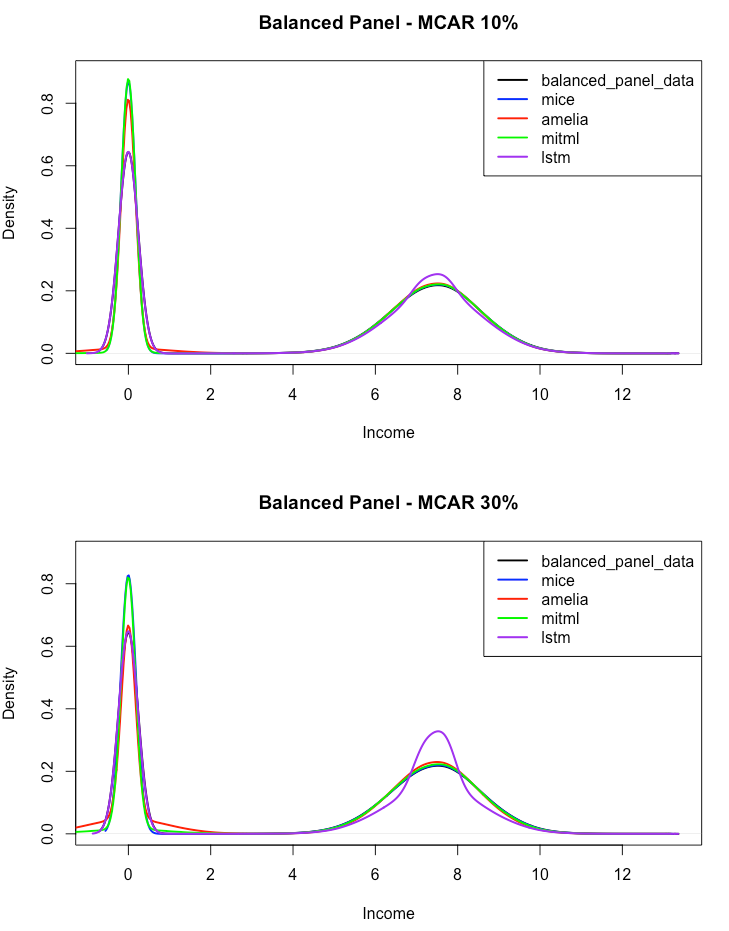 Balanced Panel - MCAR 10%
balanced_panel_data
mice
amelia
mitml
lstm
Density
0.0
0.2
0.4
0.6
0.8
0
2
4
6
8
10
12
Income
Balanced Panel - MCAR 30%
balanced_panel_data
mice
amelia
mitml
lstm
Density
0.0
0.2
0.4
0.6
0.8
0
2
4
6
8
10
12
Income